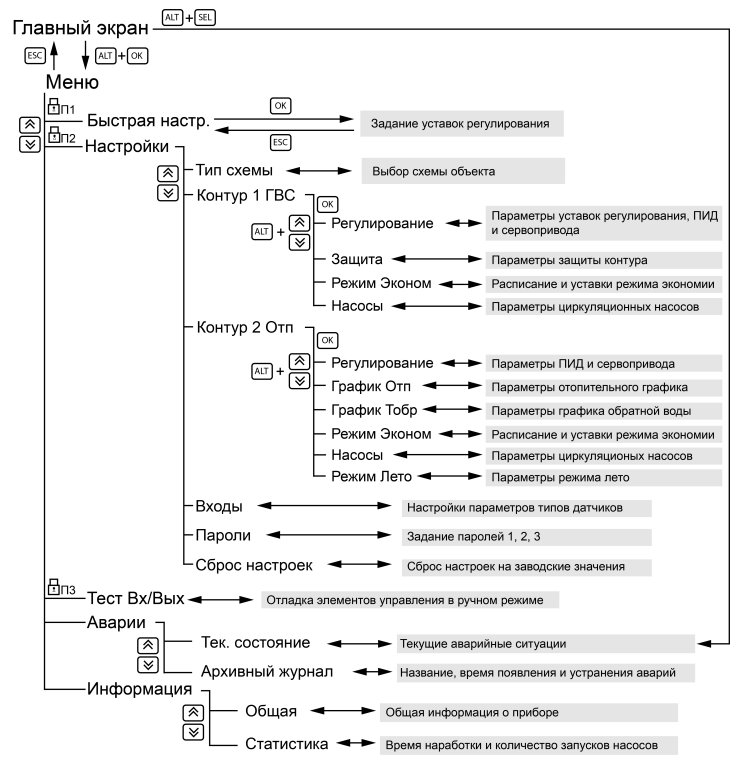 Главный экран ALT + SEL
ESC ALT + OK
Меню
П1
Быстрая настр. OK ESC Задание уставок регулирования
П2
Настройки
Тип схемы Выбор схемы объекта
Контур 1 ГВС
OK
ALT +
Регулирование Параметры уставок регулирования, ПИД
и сервопривода
Защита Параметры защиты контура
Режим Эконом Расписание и уставки режима экономии
Насосы Параметры циркуляционных насосов
Контур 2 Отп
OK
ALT +
Регулирование Параметры ПИД и сервопривода
График Отп Параметры отопительного графика
График Тобр Параметры графика обратной воды
Режим Эконом Расписание и уставки режима экономии
Насосы Параметры циркуляционых насосов
Режим Лето Параметры режима лето
Входы Настройки параметров типов датчиков
Пароли Задание паролей 1, 2, 3
Сброс настроек Сброс настроек на заводские значения
П3
Тест Вх/Вых Отладка элементов управления в ручном режиме
Аварии
Тек. состояние Текущие аварийные ситуации
Архивный журнал Название, время появления и устранения аварий
Информация
Общая Общая информация о приборе
Статистика Время наработки и количество запусков насосов